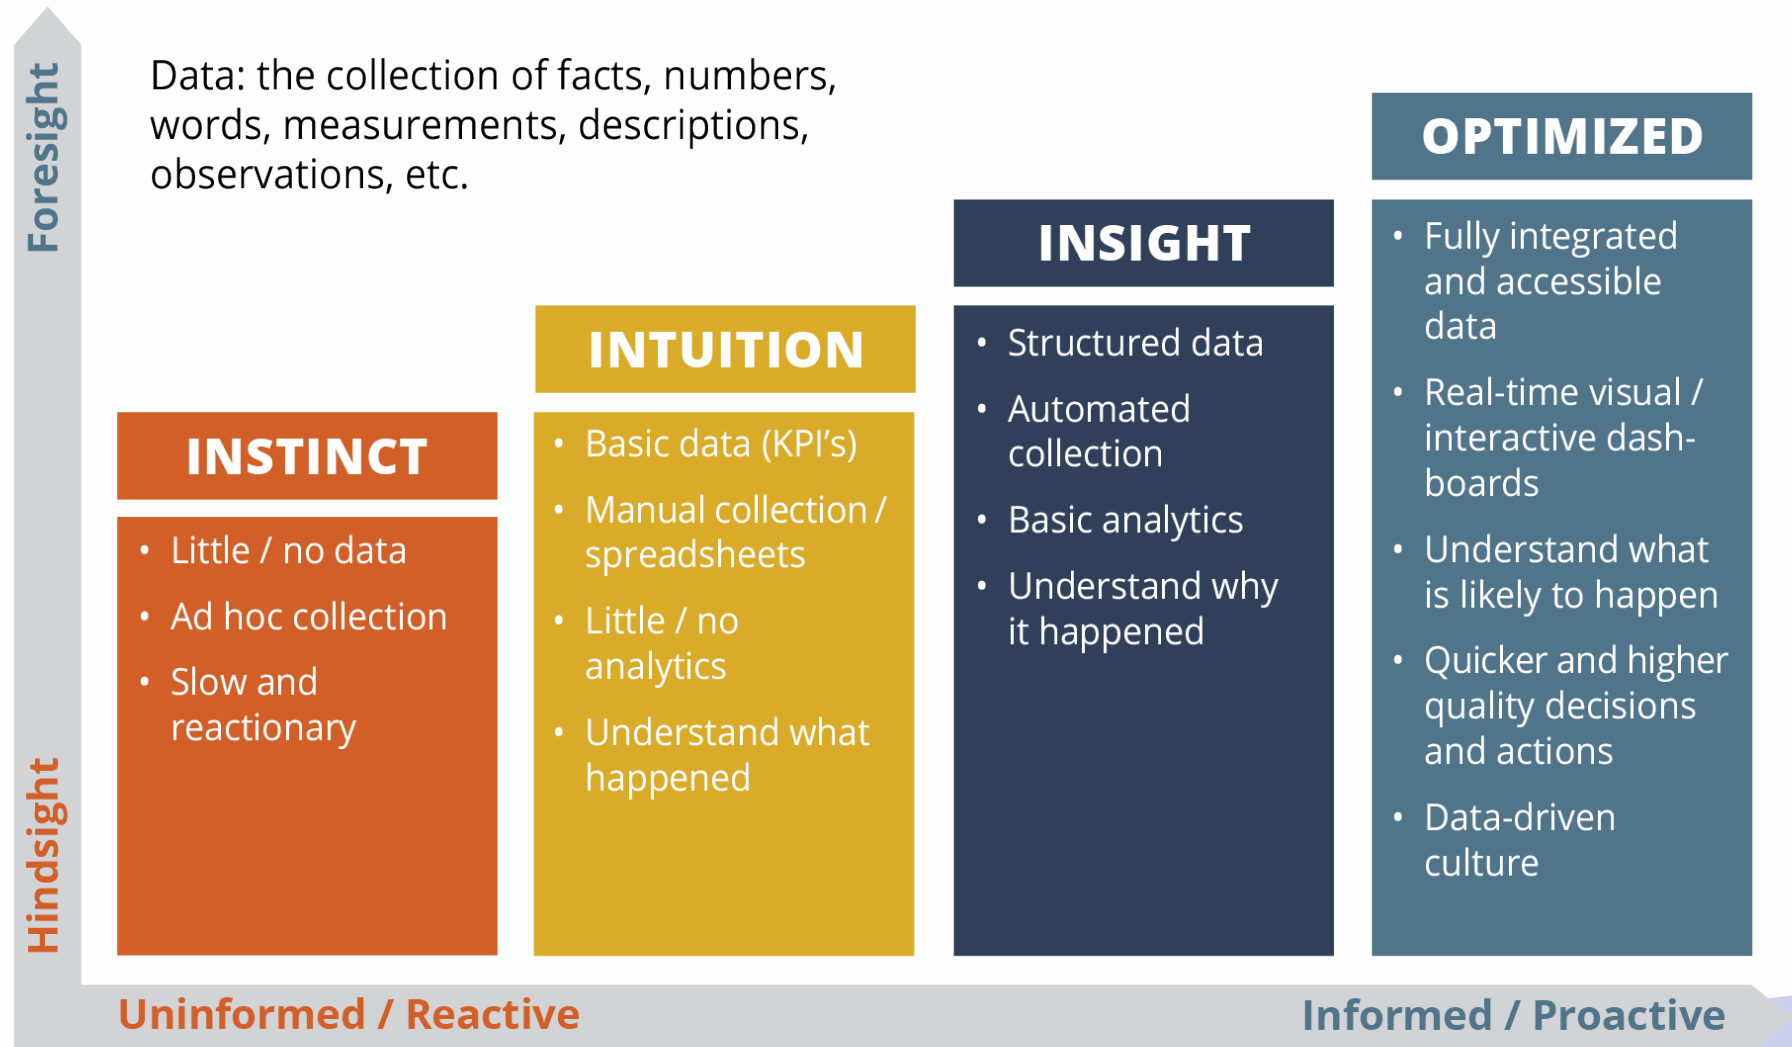 Foresight
Hindsight
Data: the collection of facts, numbers,
words, measurements, descriptions,
observations, etc.
INSTINCT
• Little / no data
• Ad hoc collection
• Slow and
reactionary
INTUITION
• Basic data (KPI’s)
• Manual collection /
spreadsheets
• Little / no
analytics
• Understand what
happened
INSIGHT
• Structured data
• Automated
collection
• Basic analytics
• Understand why
it happened
OPTIMIZED
• Fully integrated
and accessible
data
• Real-time visual /
interactive dash-
boards
• Understand what
is likely to happen
• Quicker and higher
quality decisions
and actions
• Data-driven
culture
Uninformed / Reactive
Informed / Proactive